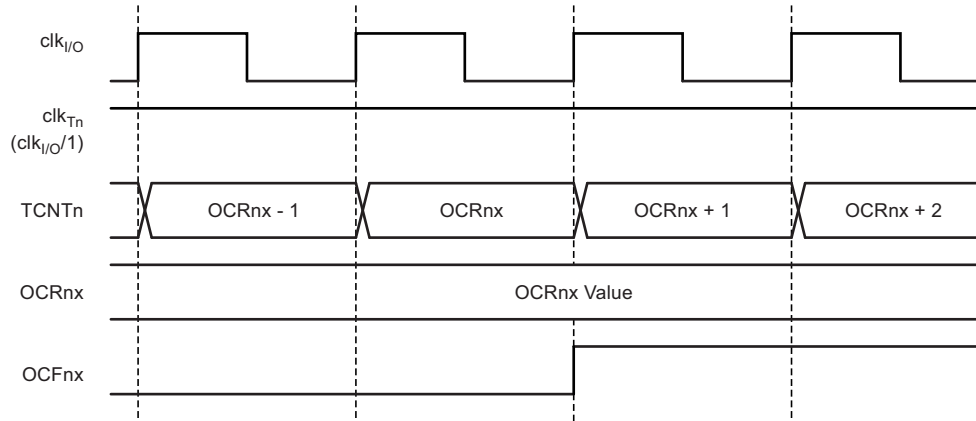 clkI/O
clkTn
(clkI/O/1)
TCNTn OCRnx - 1 OCRnx OCRnx + 1 OCRnx + 2
OCRnx OCRnx Value
OCFnx